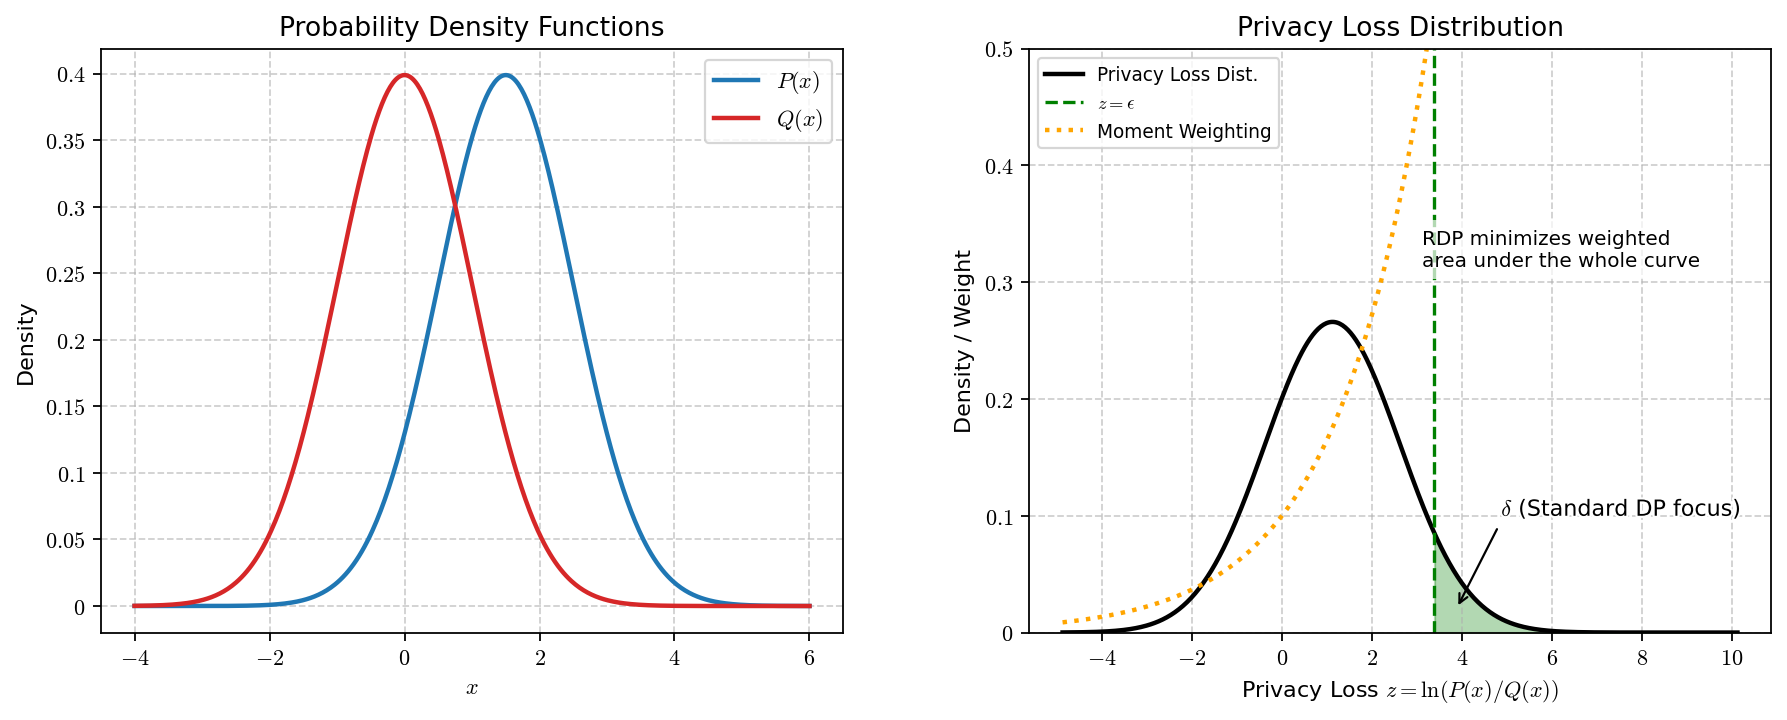 Probability Density Functions
P(x)
Q(x)
Density
0.4
0.35
0.3
0.25
0.2
0.15
0.1
0.05
0
−4
−2
0
2
4
6
x
Privacy Loss Distribution
Privacy Loss Dist.
z = ϵ
Moment Weighting
RDP minimizes weighted
area under the whole curve
δ (Standard DP focus)
Density / Weight
0.5
0.4
0.3
0.2
0.1
0
−4
−2
0
2
4
6
8
10
Privacy Loss z = ln(P(x)/Q(x))